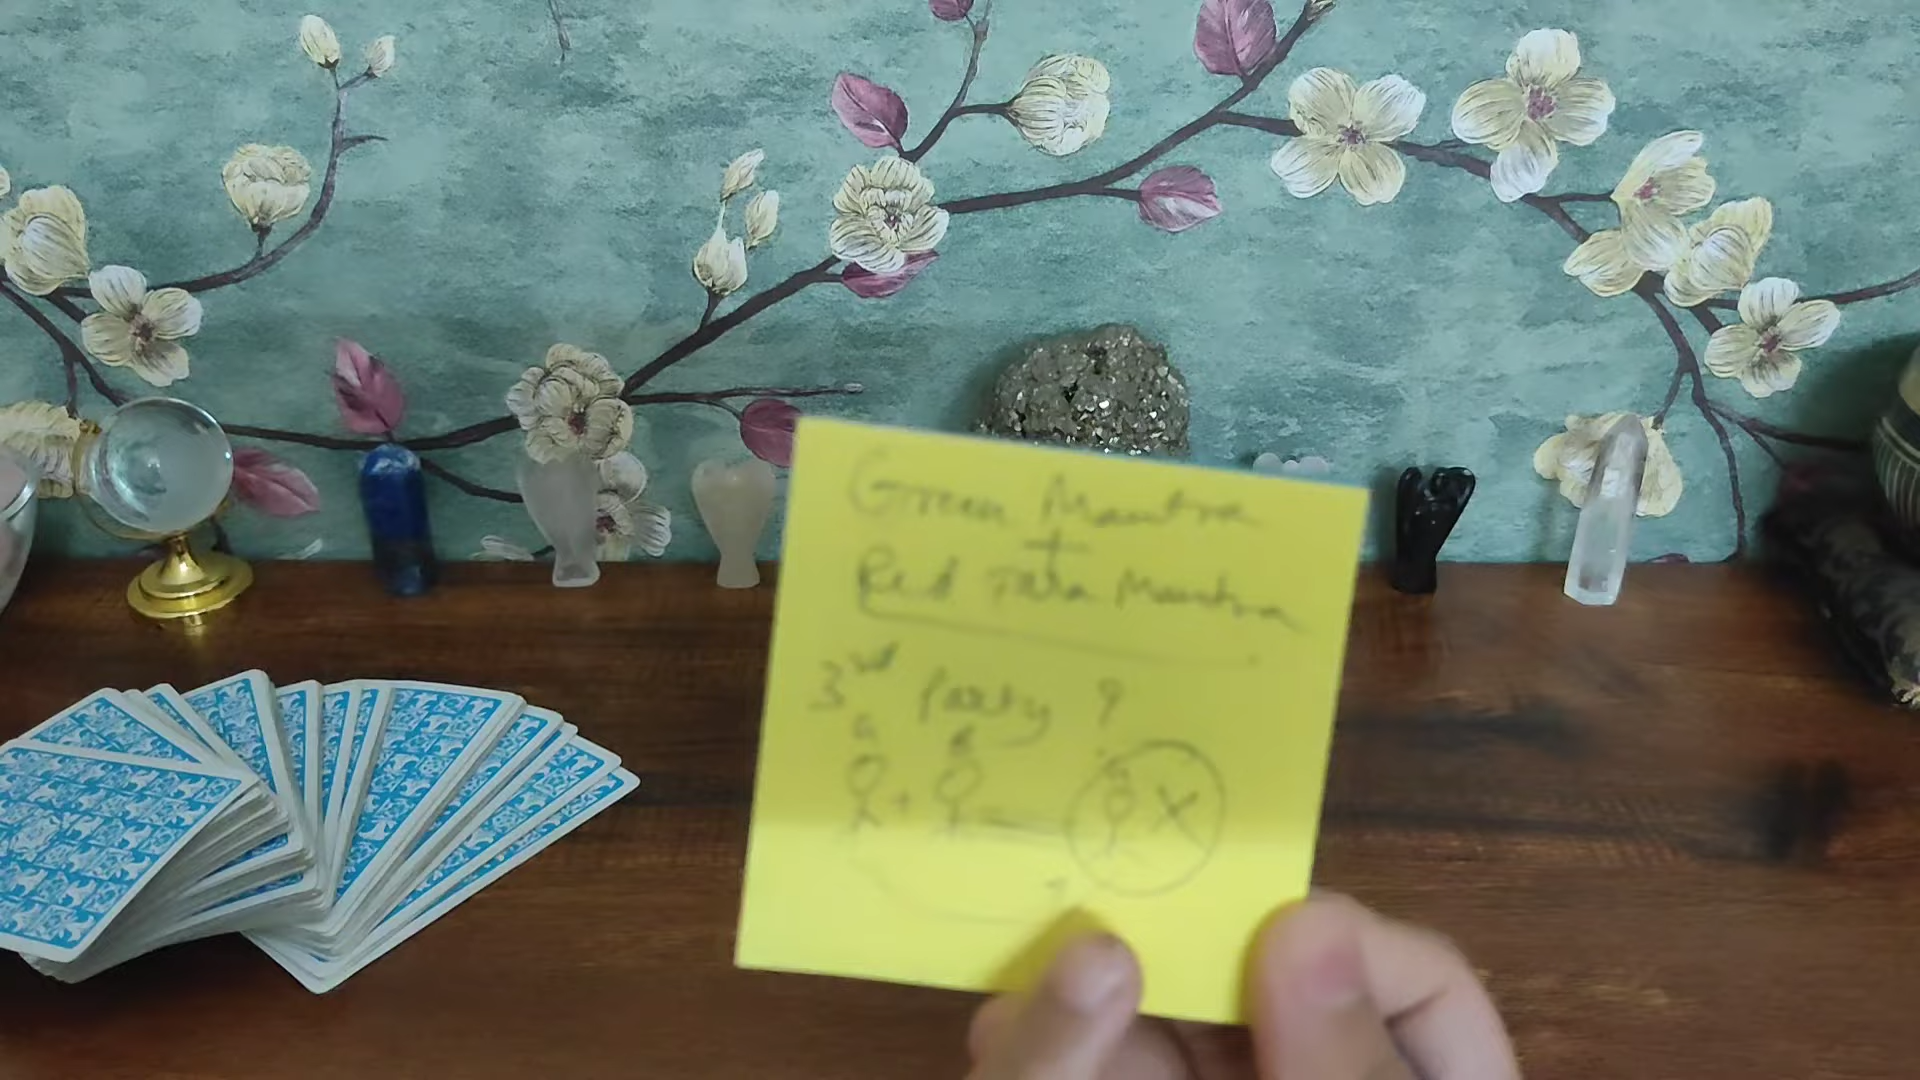 Green Mantra
+
Red Tara Mantra
3rd Party ?
A B
+
X